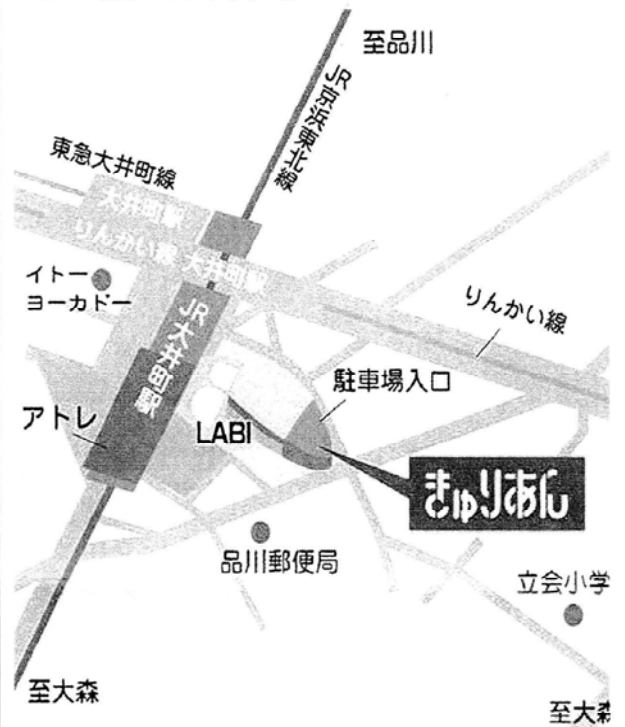 至品川
JR京浜東北線
東急大井町線
大井町駅
りんかい線 大井町駅
イトー
ヨーカドー
JR大井町駅
りんかい線
駐車場入口
アトレ
LABI
きゅりあん
品川郵便局
立会小学
至大森
至大森